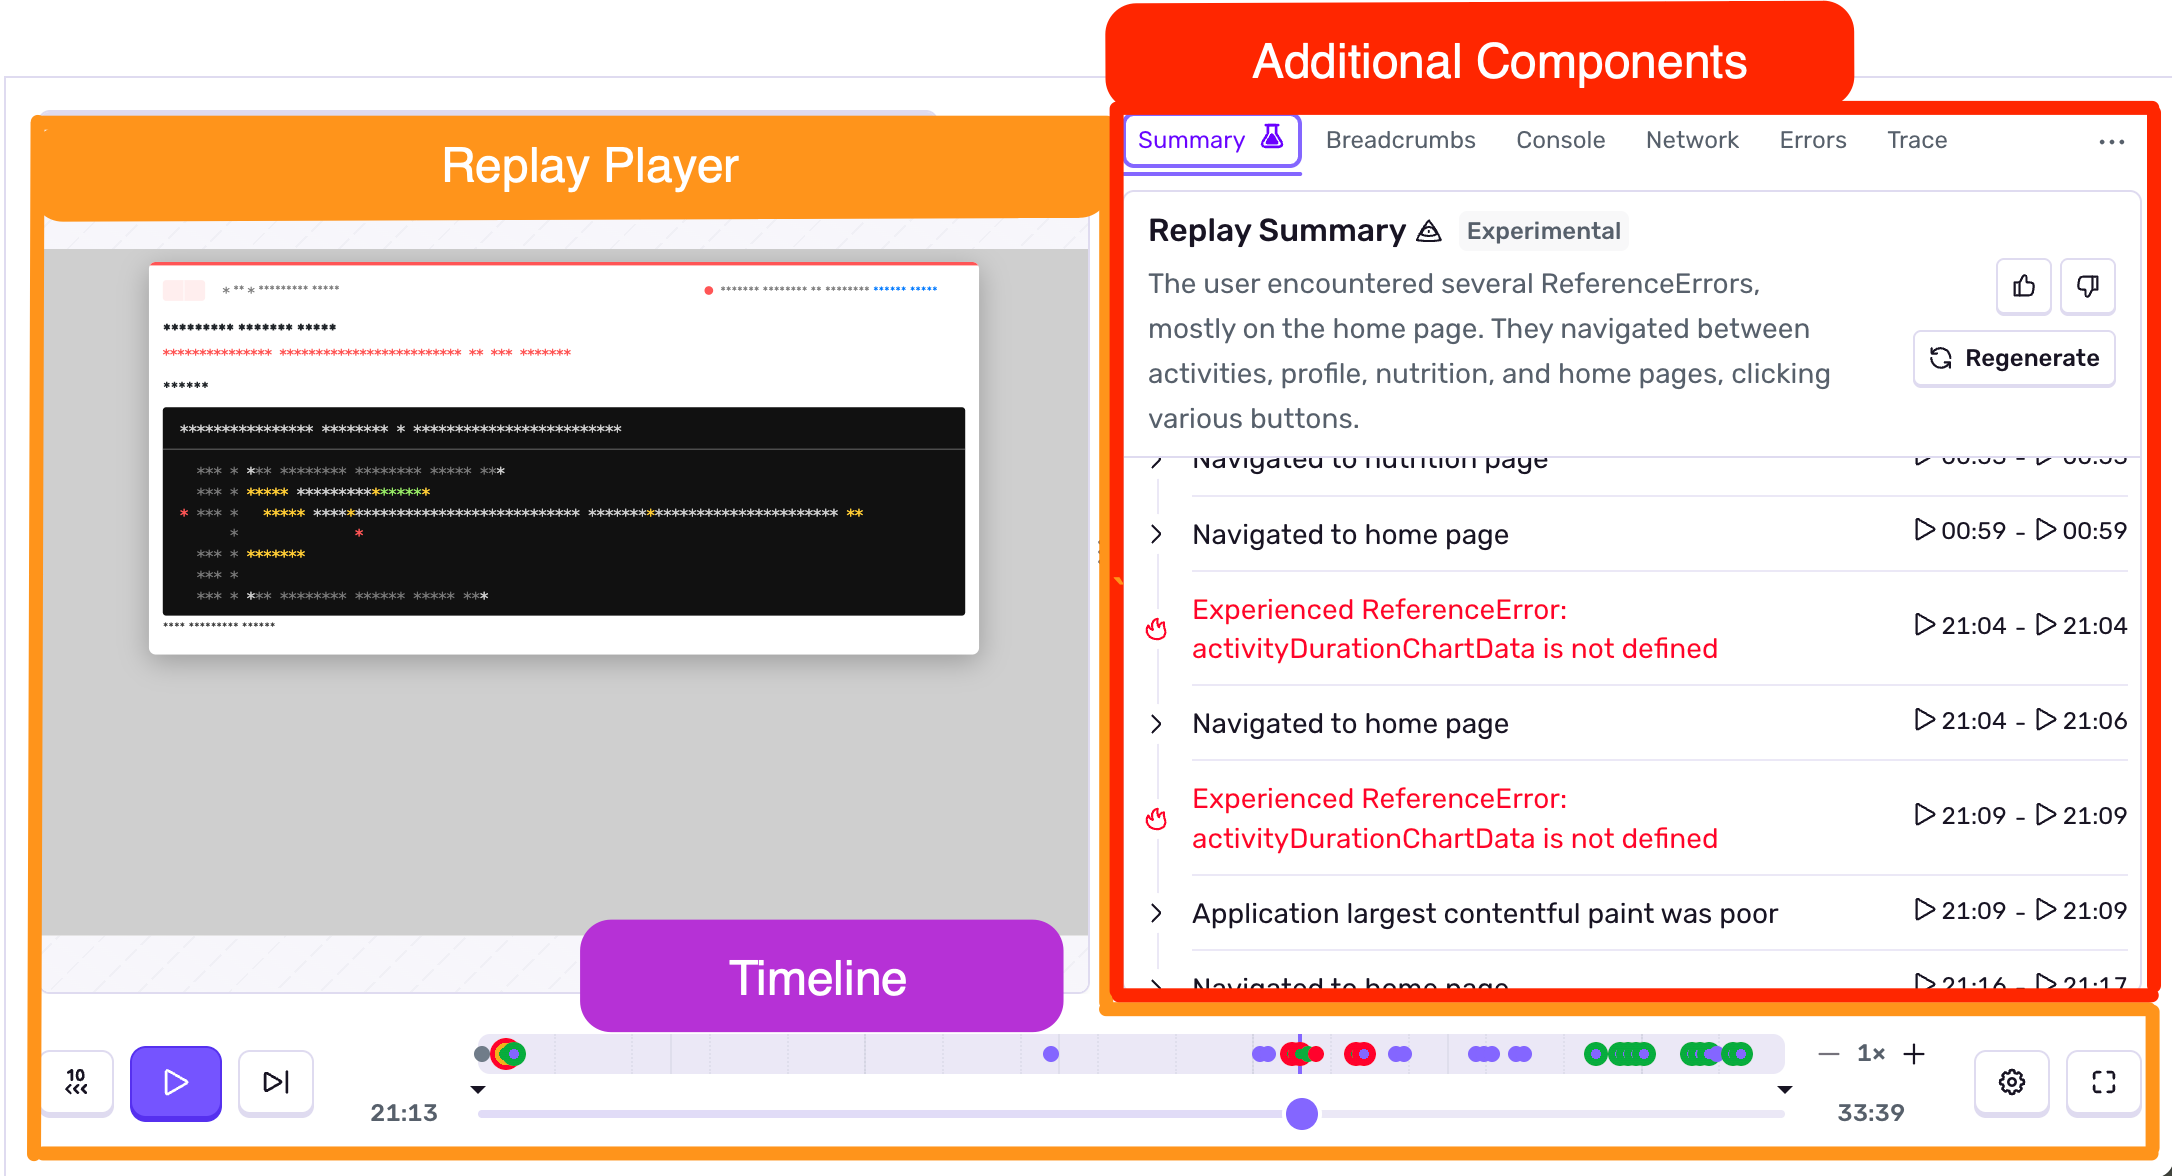 Additional Components
Replay Player
Summary Breadcrumbs Console Network Errors Trace ...
Replay Summary Experimental
The user encountered several ReferenceErrors,
mostly on the home page. They navigated between
activities, profile, nutrition, and home pages, clicking
various buttons.
Regenerate
Navigated to nutrition page
Navigated to home page 00:59 - 00:59
Experienced ReferenceError:
activityDurationChartData is not defined
21:04 - 21:04
Navigated to home page 21:04 - 21:06
Experienced ReferenceError:
activityDurationChartData is not defined
21:09 - 21:09
Application largest contentful paint was poor 21:09 - 21:09
Navigated to home page 21:16 - 21:17
Timeline
10
21:13
1×
33:39